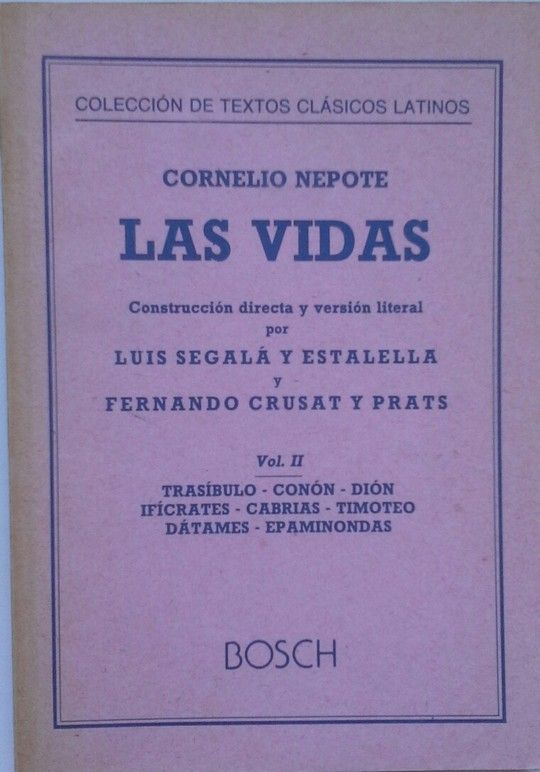 COLECCIÓN DE TEXTOS CLÁSICOS LATINOS
CORNELIO NEPOTE
LAS VIDAS
Construcción directa y versión literal
por
LUIS SEGALÁ Y ESTALELLA
y
FERNANDO CRUSAT Y PRATS
Vol. II
TRASÍBULO - CONÓN - DIÓN
IFÍCRATES - CABRIAS - TIMOTEO
DÁTAMES - EPAMINONDAS
BOSCH